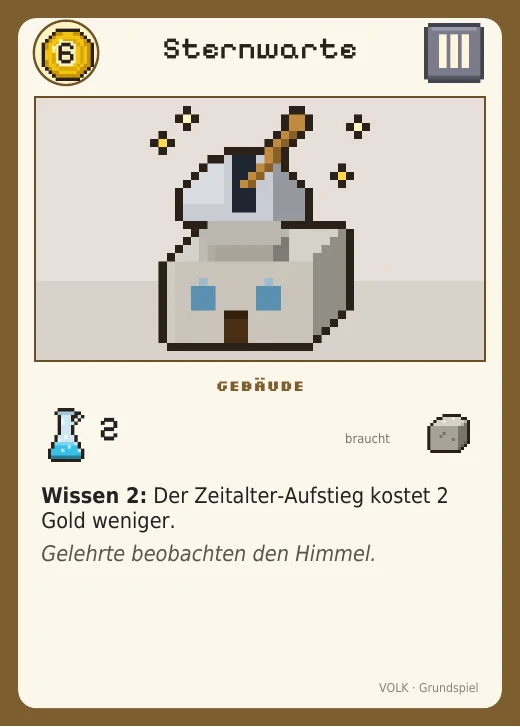 6
Sternwarte
III
GEBÄUDE
2
braucht
Wissen 2: Der Zeitalter-Aufstieg kostet 2
Gold weniger.
Gelehrte beobachten den Himmel.
VOLK · Grundspiel